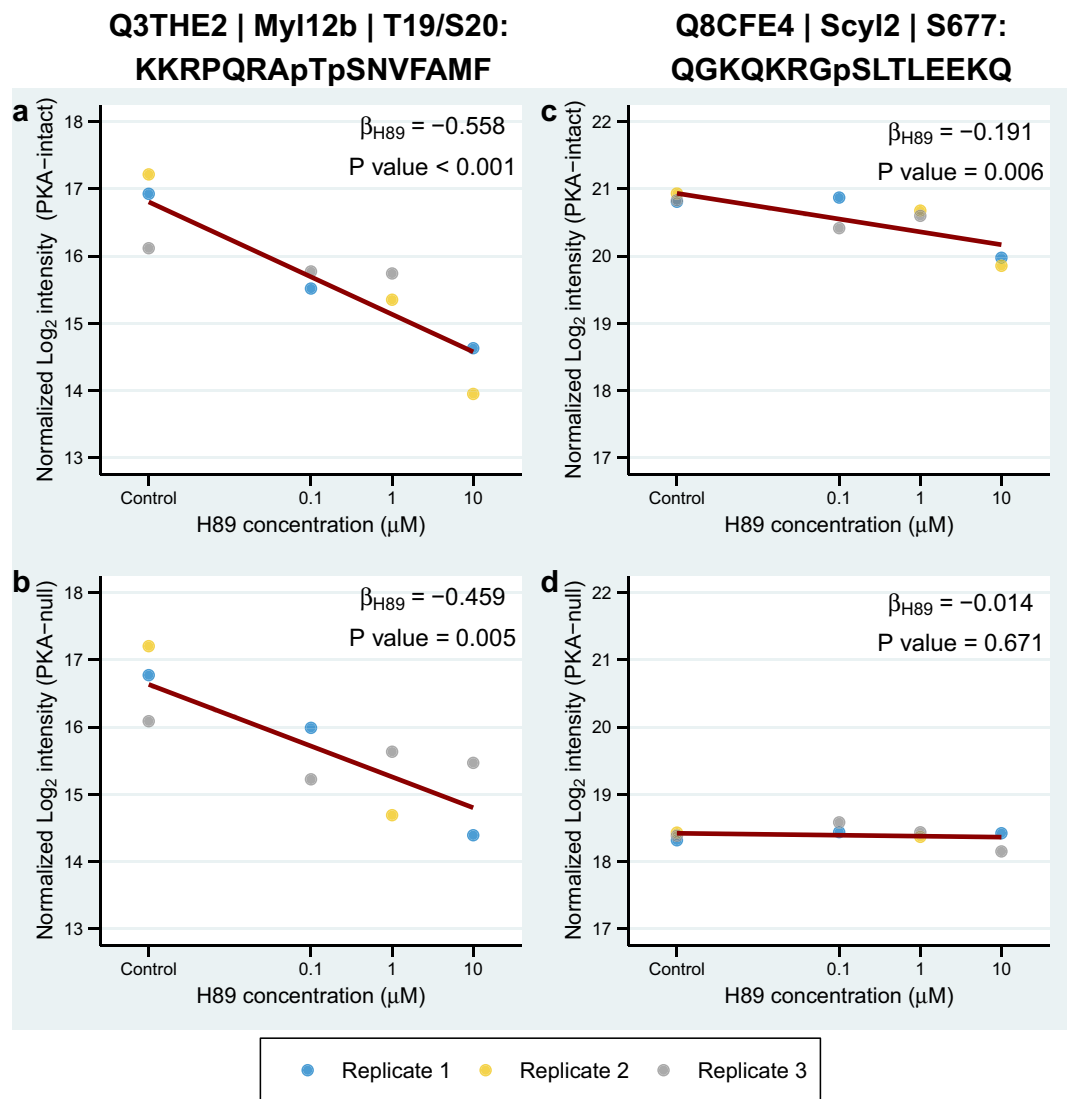 Q3THE2 | Myl12b | T19/S20:
KKRPQRApTpSNVFAMF
Q8CFE4 | Scyl2 | S677:
QGKQKRGpSLTLEEKQ
a
Normalized Log2 intensity (PKA−intact)
18
17
16
15
14
13
βH89 = −0.558
P value < 0.001
Control
0.1
1
10
H89 concentration (μM)
c
Normalized Log2 intensity (PKA−intact)
22
21
20
19
18
17
βH89 = −0.191
P value = 0.006
Control
0.1
1
10
H89 concentration (μM)
b
Normalized Log2 intensity (PKA−null)
18
17
16
15
14
13
βH89 = −0.459
P value = 0.005
Control
0.1
1
10
H89 concentration (μM)
d
Normalized Log2 intensity (PKA−null)
22
21
20
19
18
17
βH89 = −0.014
P value = 0.671
Control
0.1
1
10
H89 concentration (μM)
Replicate 1
Replicate 2
Replicate 3